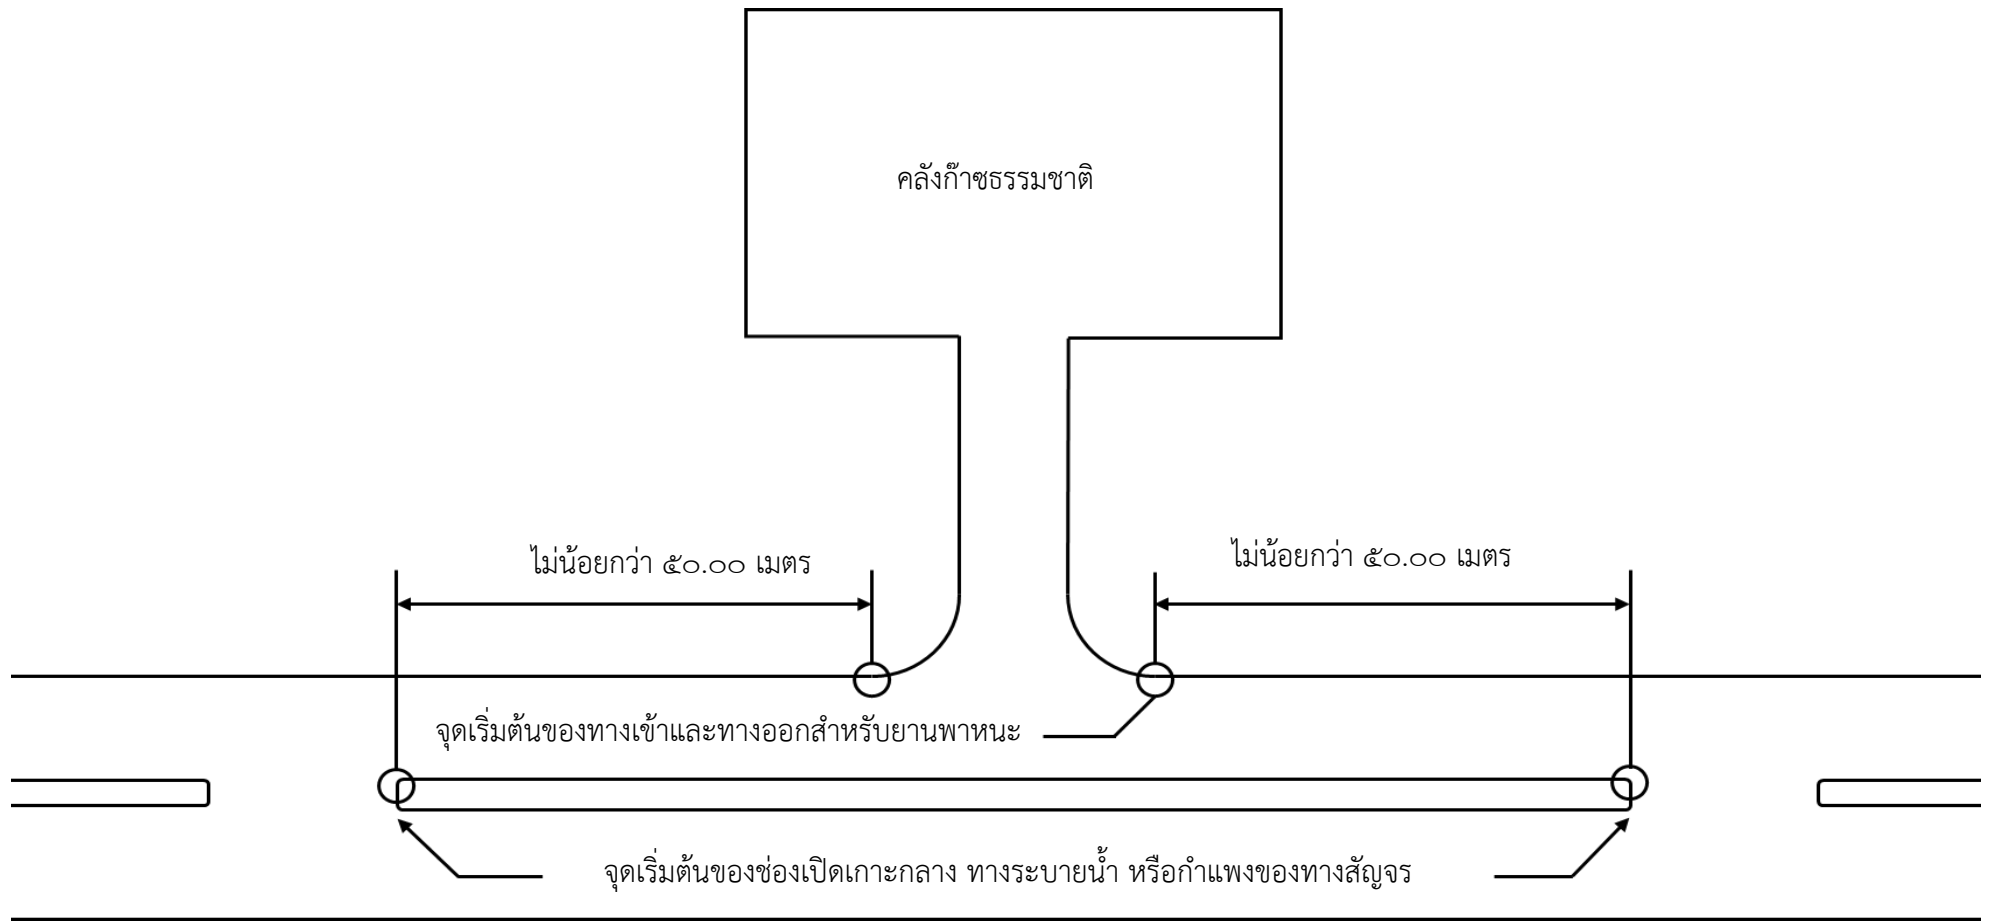 คลังก๊าซธรรมชาติ
ไม่น้อยกว่า ๕๐.๐๐ เมตร
ไม่น้อยกว่า ๕๐.๐๐ เมตร
จุดเริ่มต้นของทางเข้าและทางออกสำหรับยานพาหนะ
จุดเริ่มต้นของช่องเปิดเกาะกลาง ทางระบายน้ำ หรือกำแพงของทางสัญจร